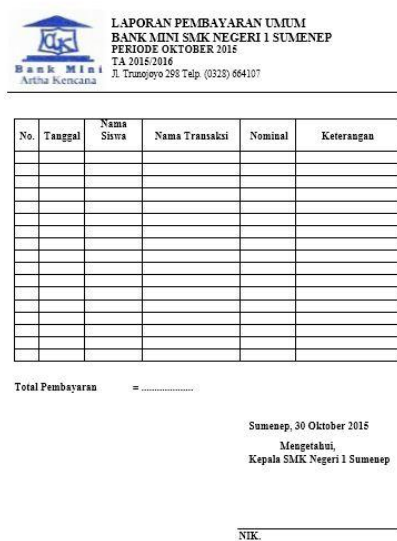 LAPORAN PEMBAYARAN UMUM
BANK MINI SMK NEGERI 1 SUMENEP
PERIODE OKTOBER 2015
TA 2015/2016
Jl. Trunojoyo 298 Telp. (0328) 664107
Bank Mini
Artha Kencana
No. Tanggal Nama Siswa Nama Transaksi Nominal Keterangan
Total Pembayaran = .....................
Sumenep, 30 Oktober 2015
Mengetahui,
Kepala SMK Negeri 1 Sumenep
NIK.